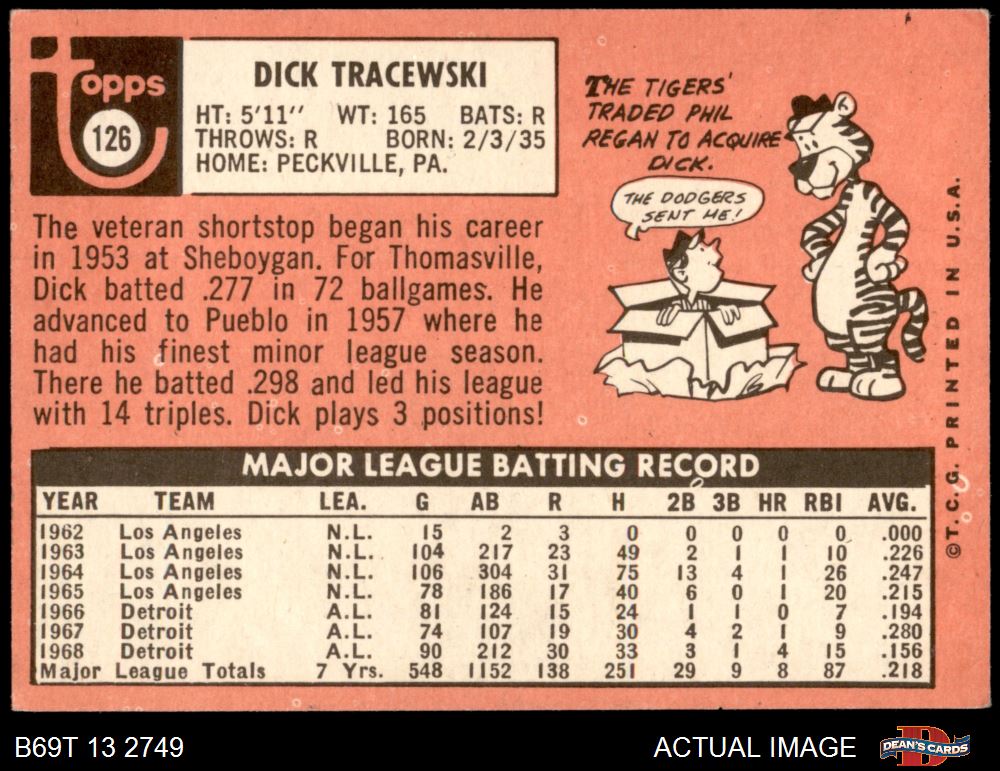 topps
126
DICK TRACEWSKI
HT: 5'11" WT: 165 BATS: R
THROWS: R BORN: 2/3/35
HOME: PECKVILLE, PA.
The veteran shortstop began his career
in 1953 at Sheboygan. For Thomasville,
Dick batted .277 in 72 ballgames. He
advanced to Pueblo in 1957 where he
had his finest minor league season.
There he batted .298 and led his league
with 14 triples. Dick plays 3 positions!
THE TIGERS'
TRADED PHIL
REGAN TO ACQUIRE
DICK.
THE DODGERS
SENT ME!
MAJOR LEAGUE BATTING RECORD
YEAR TEAM LEA. G AB R H 2B 3B HR RBI AVG.
1962 Los Angeles N.L. 15 2 3 0 0 0 0 0 .000
1963 Los Angeles N.L. 104 217 23 49 2 1 1 10 .226
1964 Los Angeles N.L. 106 304 31 75 13 4 1 26 .247
1965 Los Angeles N.L. 78 186 17 40 6 0 1 20 .215
1966 Detroit A.L. 81 124 15 24 1 1 0 7 .194
1967 Detroit A.L. 74 107 19 30 4 2 1 9 .280
1968 Detroit A.L. 90 212 30 33 3 1 4 15 .156
Major League Totals 7 Yrs. 548 1152 138 251 29 9 8 87 .218
© T. C. G. PRINTED IN U.S.A.
B69T 13 2749
ACTUAL IMAGE
DEAN'S CARDS